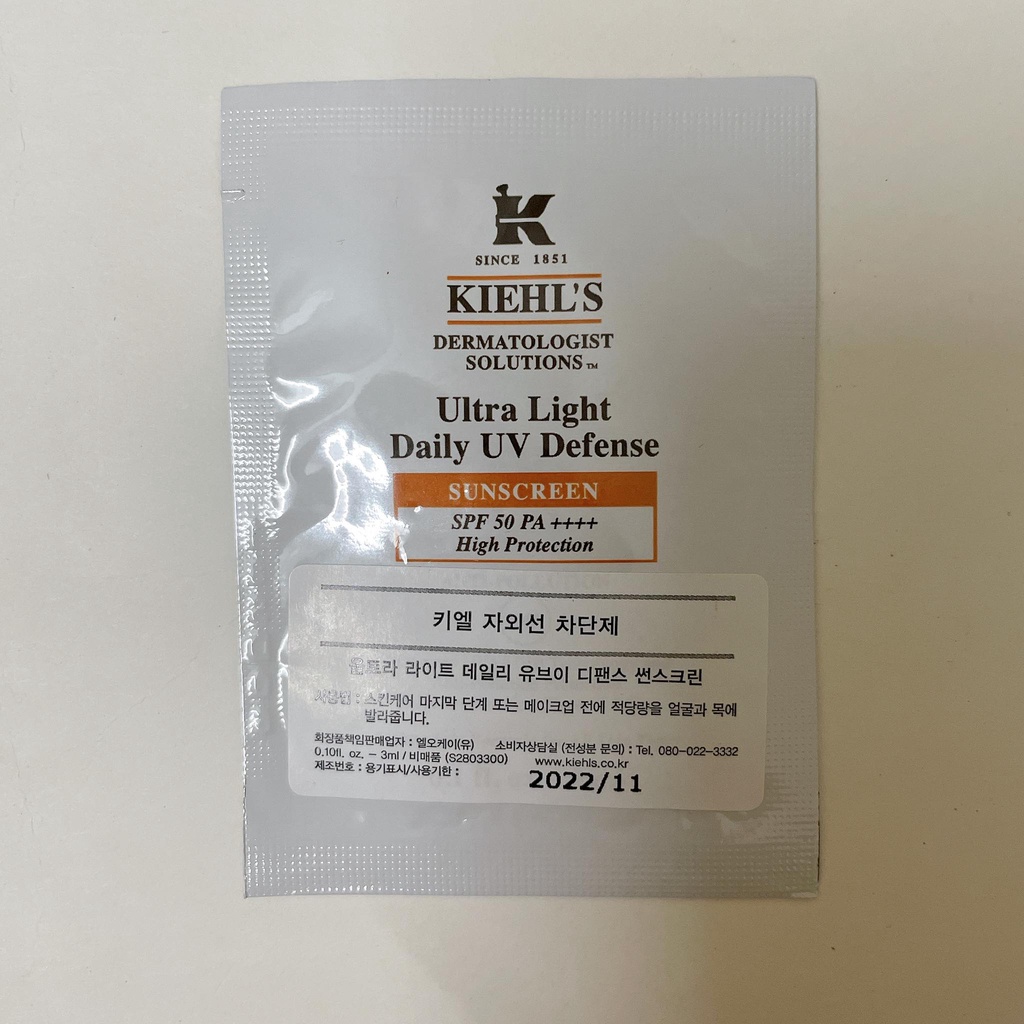 SINCE 1851
KIEHL'S
DERMATOLOGIST
SOLUTIONS™
Ultra Light
Daily UV Defense
SUNSCREEN
SPF 50 PA ++++
High Protection
키엘 자외선 차단제
울트라 라이트 데일리 유브이 디팬스 썬스크린
사용법 : 스킨케어 마지막 단계 또는 메이크업 전에 적당량을 얼굴과 목에
발라줍니다.
화장품책임판매업자 : 엘오케이(유) 소비자상담실 (전성분 문의) : Tel. 080-022-3332
0.10fl. oz. - 3ml / 비매품 (S2803300) www.kiehls.co.kr
제조번호 : 용기표시/사용기한 : 2022/11